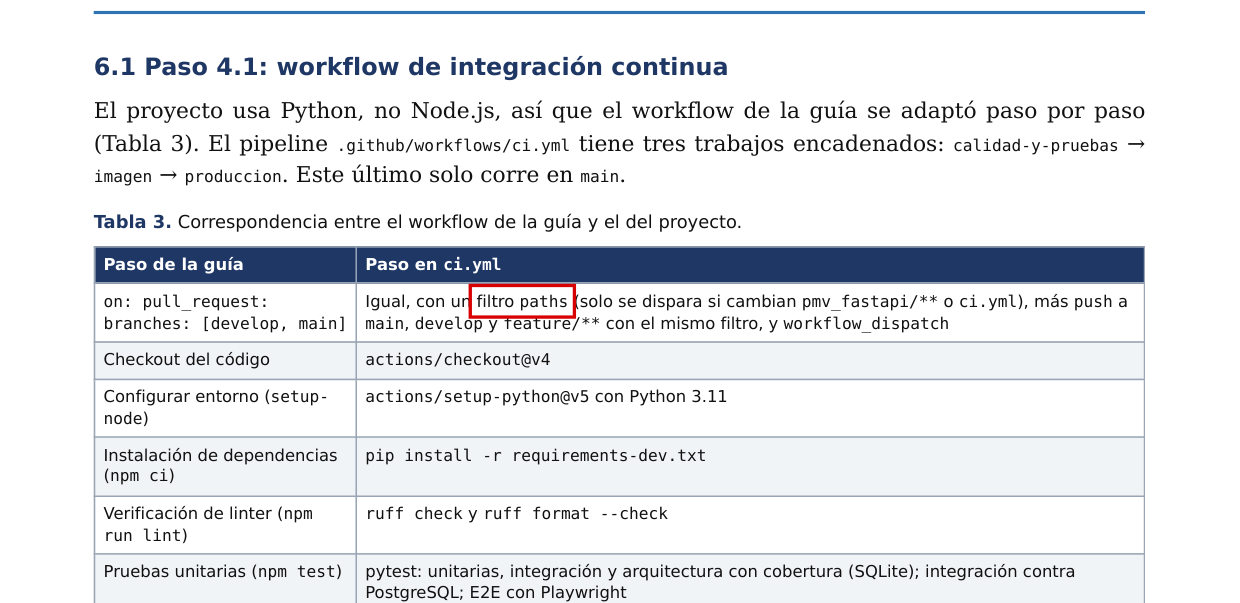 6.1 Paso 4.1: workflow de integración continua
El proyecto usa Python, no Node.js, así que el workflow de la guía se adaptó paso por paso
(Tabla 3). El pipeline .github/workflows/ci.yml tiene tres trabajos encadenados: calidad-y-pruebas →
imagen → produccion. Este último solo corre en main.
Tabla 3. Correspondencia entre el workflow de la guía y el del proyecto.
Paso de la guía
Paso en ci.yml
on: pull_request:
branches: [develop, main]
Igual, con un filtro paths (solo se dispara si cambian pmv_fastapi/** o ci.yml), más push a
main, develop y feature/** con el mismo filtro, y workflow_dispatch
Checkout del código
actions/checkout@v4
Configurar entorno (setup-
node)
actions/setup-python@v5 con Python 3.11
Instalación de dependencias
(npm ci)
pip install -r requirements-dev.txt
Verificación de linter (npm
run lint)
ruff check y ruff format --check
Pruebas unitarias (npm test)
pytest: unitarias, integración y arquitectura con cobertura (SQLite); integración contra
PostgreSQL; E2E con Playwright